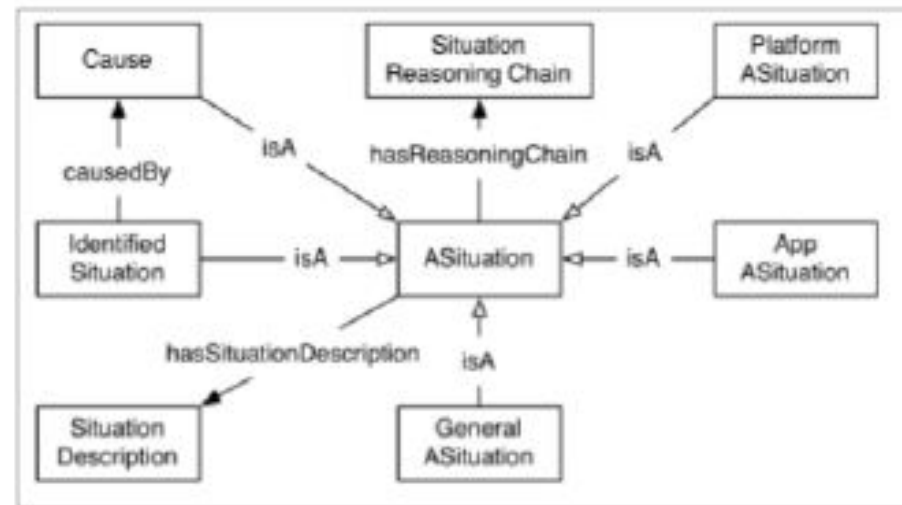 Cause
Situation
Reasoning Chain
Platform
ASituation
isA
hasReasoningChain
isA
causedBy
Identified
Situation
isA
ASituation
isA
App
ASituation
hasSituationDescription
isA
Situation
Description
General
ASituation